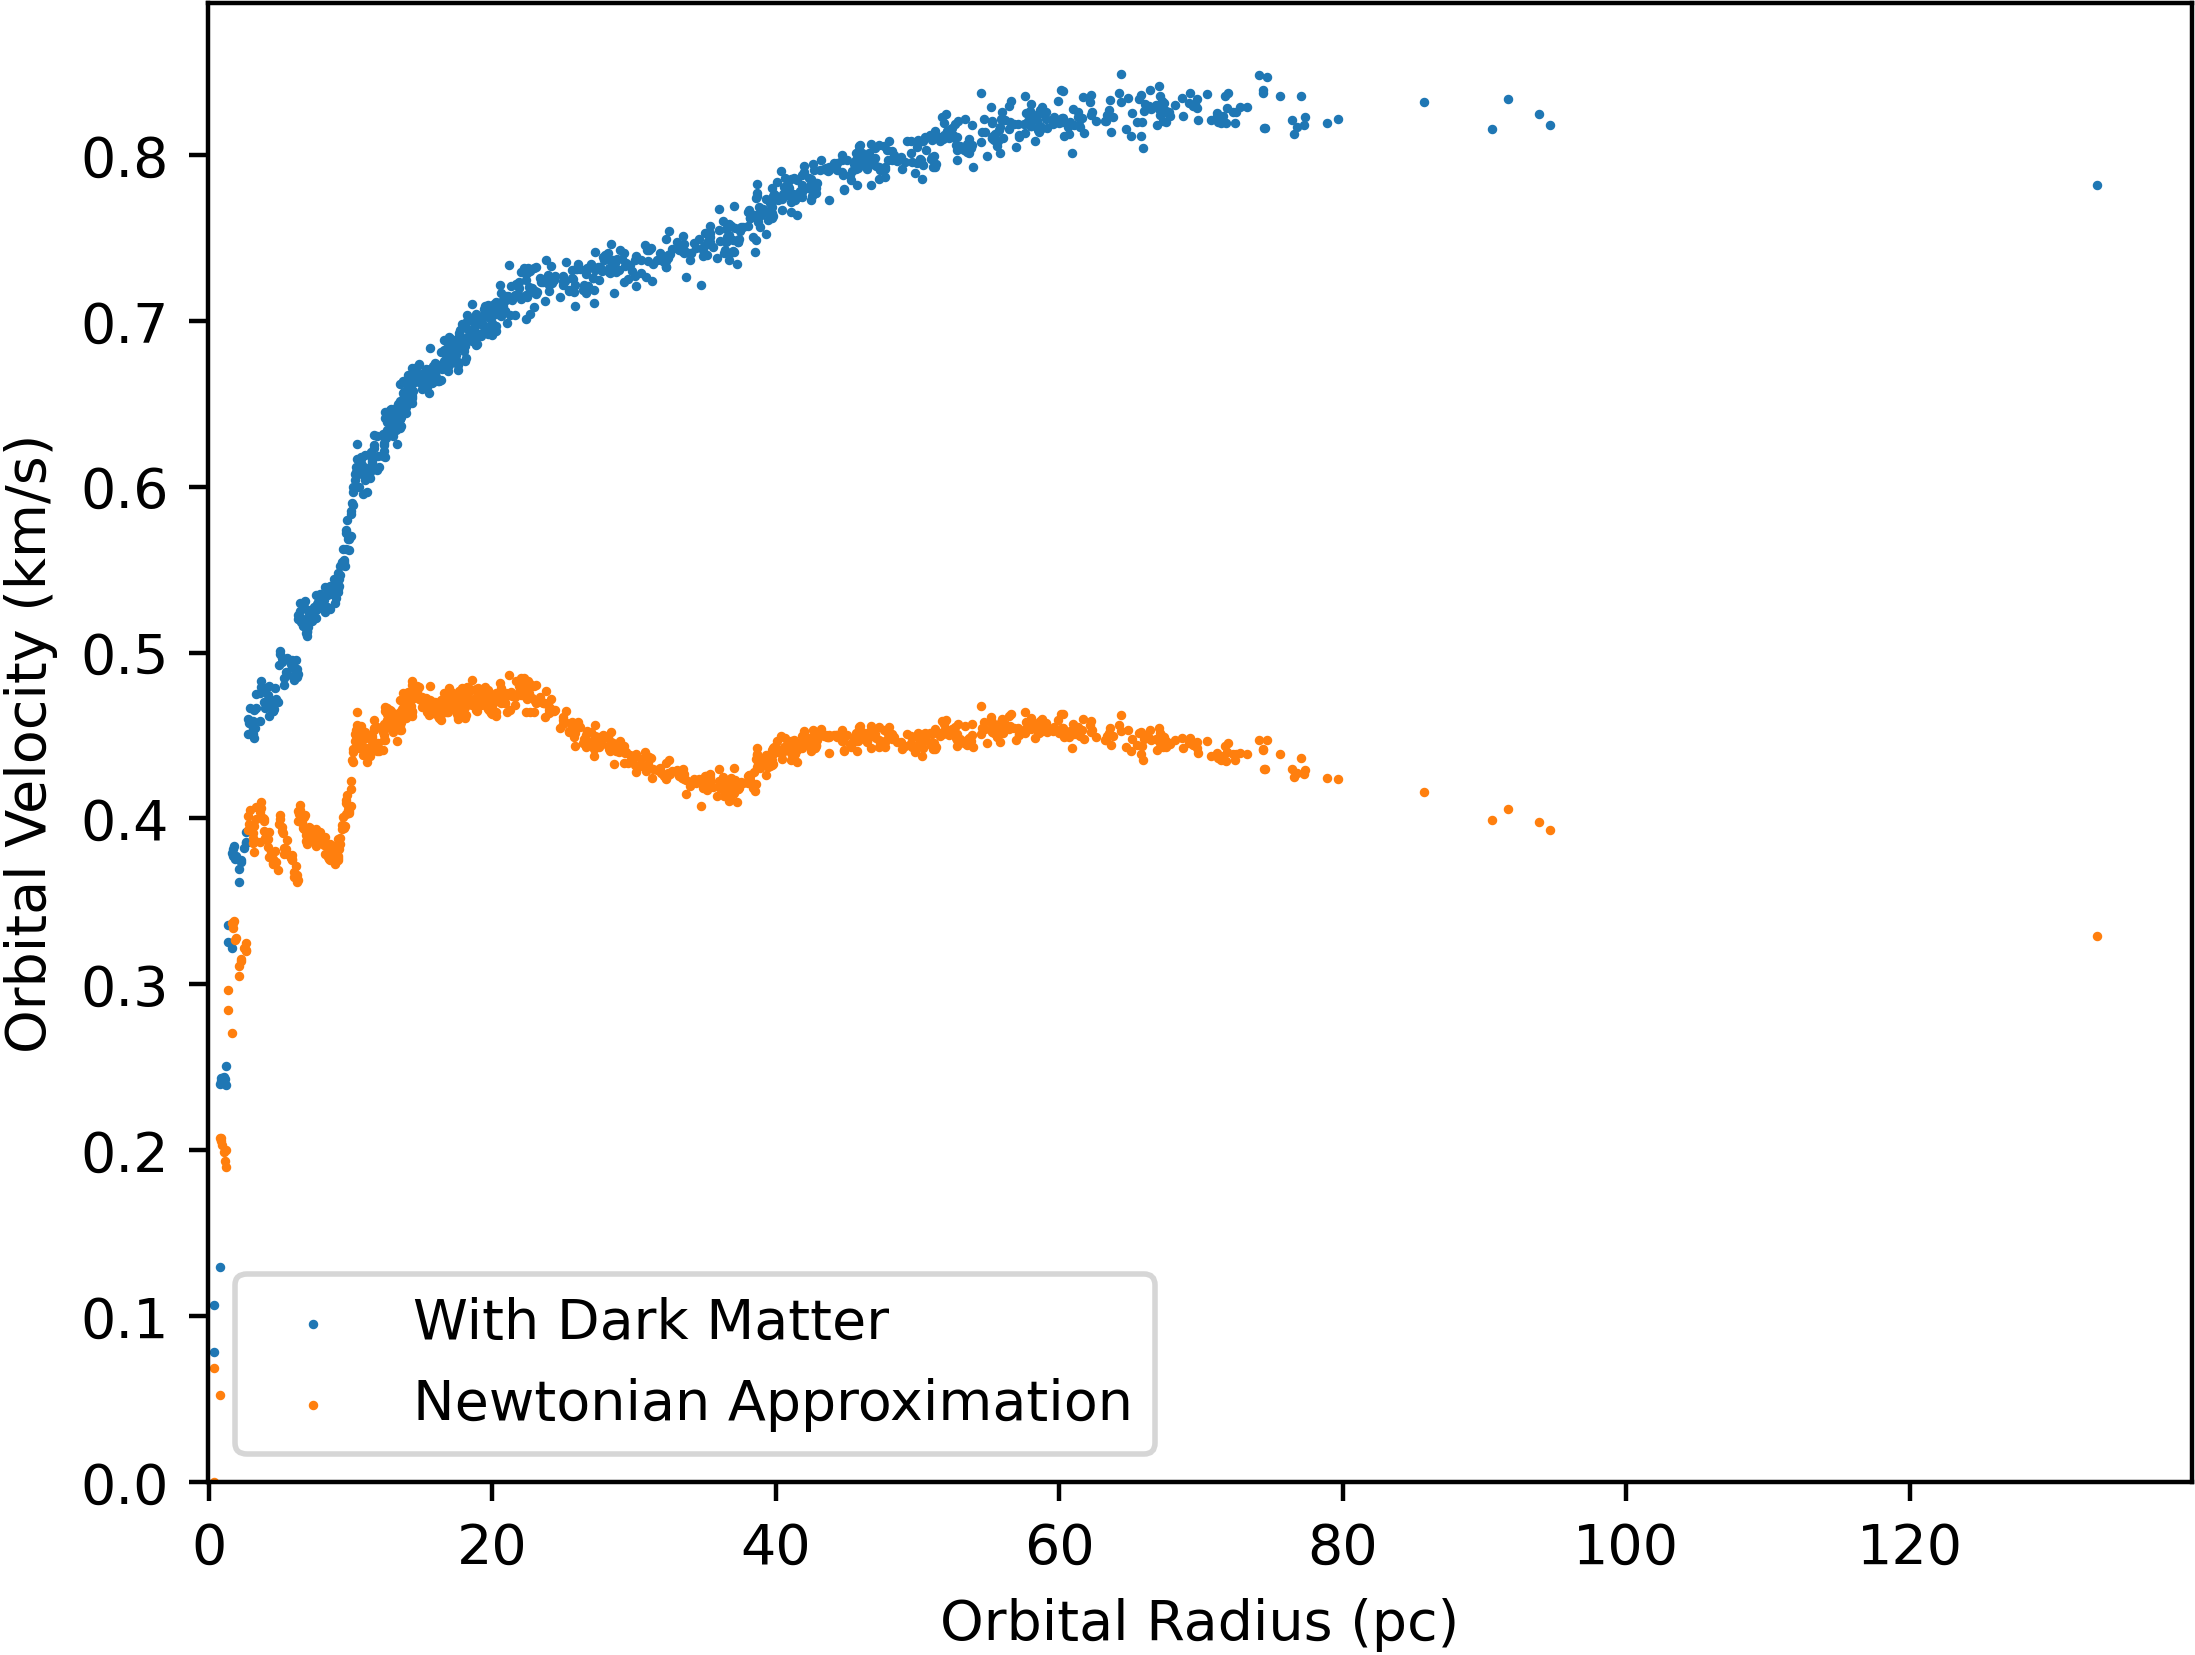 Orbital Velocity (km/s)
0.8
0.7
0.6
0.5
0.4
0.3
0.2
0.1
0.0
With Dark Matter
Newtonian Approximation
0 20 40 60 80 100 120
Orbital Radius (pc)